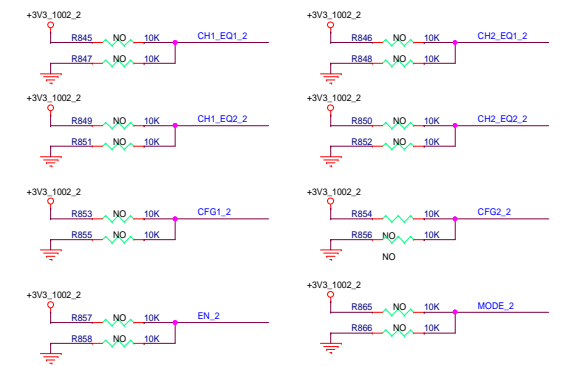 +3V3_1002_2
R845 NO 10K CH1_EQ1_2
R847 NO 10K
+3V3_1002_2
R846 NO 10K CH2_EQ1_2
R848 NO 10K
+3V3_1002_2
R849 NO 10K CH1_EQ2_2
R851 NO 10K
+3V3_1002_2
R850 NO 10K CH2_EQ2_2
R852 NO 10K
+3V3_1002_2
R853 NO 10K CFG1_2
R855 NO 10K
+3V3_1002_2
R854 10K CFG2_2
R856 NO 10K
NO
+3V3_1002_2
R857 NO 10K EN_2
R858 NO 10K
+3V3_1002_2
R865 NO 10K MODE_2
R866 NO 10K